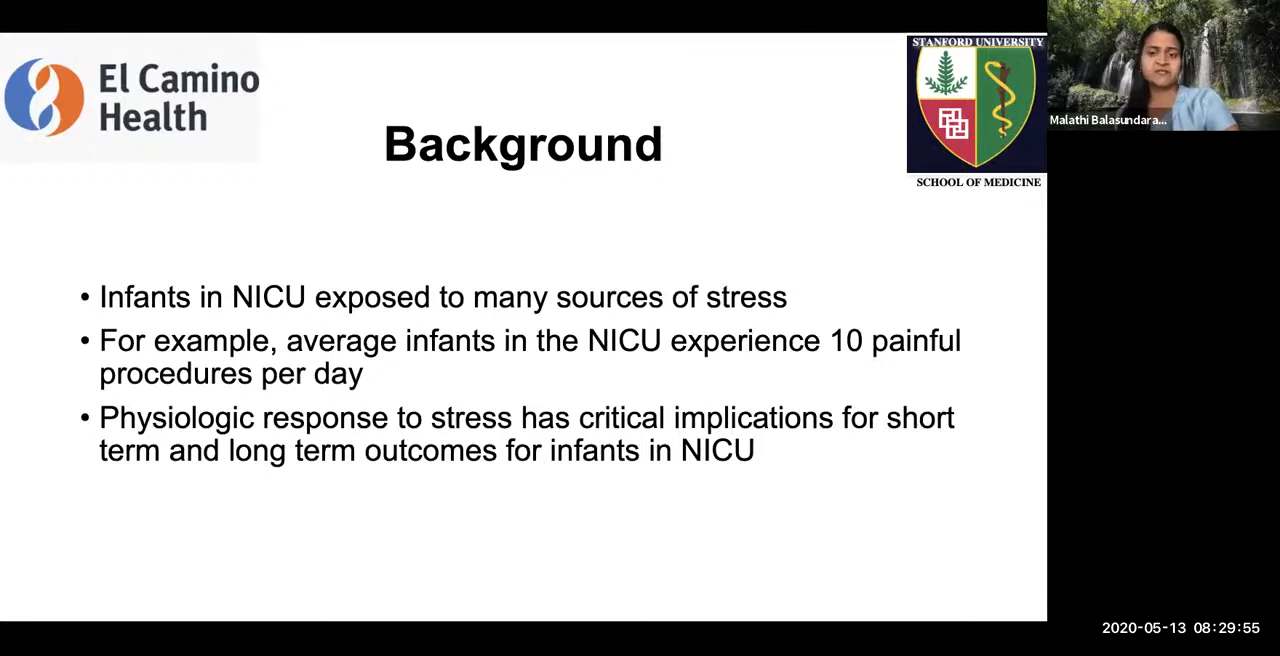 El Camino
Health
STANFORD UNIVERSITY
SCHOOL OF MEDICINE
Malathi Balasundara...
Background
• Infants in NICU exposed to many sources of stress
• For example, average infants in the NICU experience 10 painful
procedures per day
• Physiologic response to stress has critical implications for short
term and long term outcomes for infants in NICU
2020-05-13 08:29:55